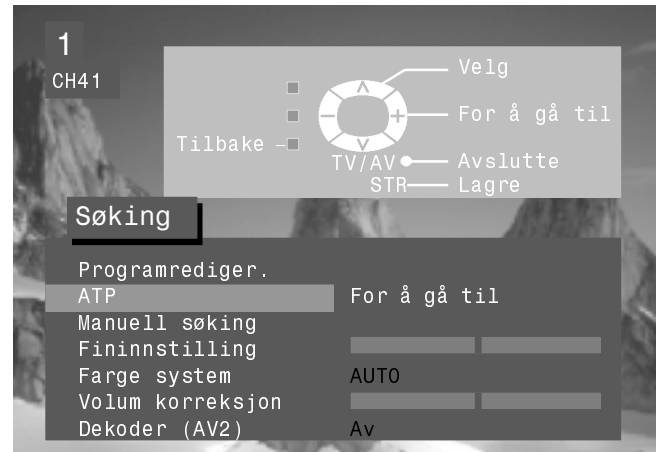 1
CH41
Velg
For å gå til
Tilbake
TV/AV Avslutte
STR Lagre
Søking
Programrediger.
ATP For å gå til
Manuell søking
Fininnstilling
Farge system AUTO
Volum korreksjon
Dekoder (AV2) Av